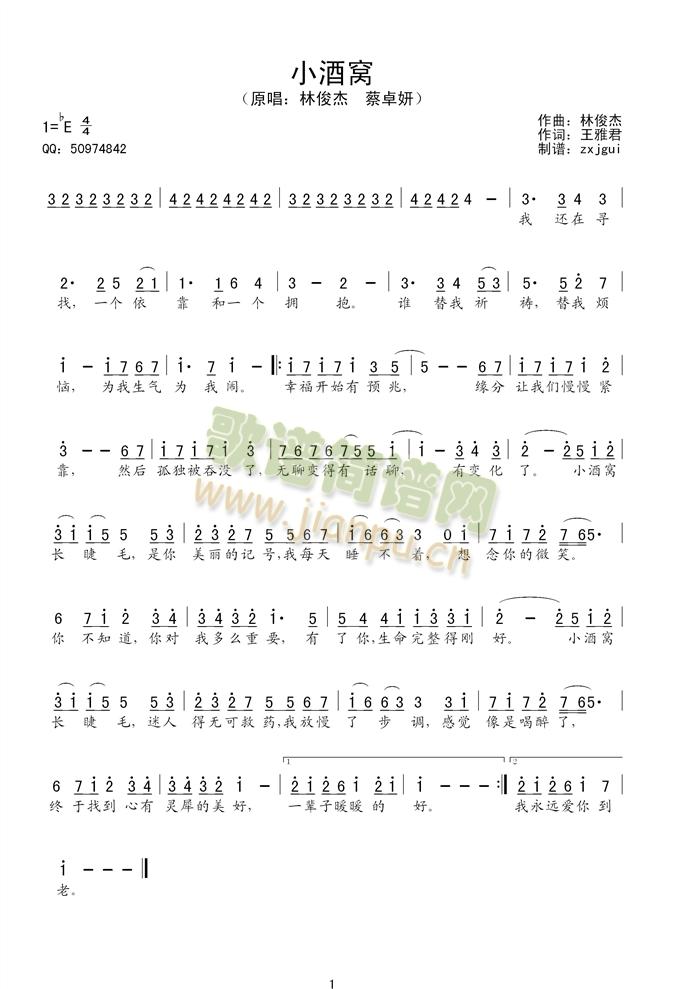 小酒窝
（原唱：林俊杰 蔡卓妍）
1=♭E 4/4
作曲：林俊杰
作词：王雅君
QQ：50974842
制谱：zxjgui
3 2 3 2 3 2 3 2 | 4 2 4 2 4 2 4 2 | 3 2 3 2 3 2 3 2 | 4 2 4 2 4 － | 3· 3 4 3 |
我 还在寻
2· 2 5 2 1 | 1· 1 6 4 | 3 － 2 － | 3· 3 4 5 3 | 5· 5 2 7 |
找，一个依 靠 和一个 拥 抱。 谁 替我祈 祷，替我烦
1 － 1 7 6 7 | 1· 7 1 － |: 1 7 1 7 1 3 5 | 5 － － 6 7 | 1 7 1 7 1 2 |
恼， 为我生气 为 我 闹。 幸福开始有 预兆， 缘分 让我们慢慢紧
3 － － 6 7 | 1 7 1 7 1 3 | 7 6 7 6 7 5 5 1 | 1 － 3 4 3 | 2 － 2 5 1 2 |
靠， 然后 孤独被吞没了，无聊变得有 话聊， 有变化 了。 小酒窝
3 1 1 5 5 5 3 | 2 3 2 7 5 5 6 7 | 1 6 6 3 3 0 1 | 7 1 7 2 7 6 5· |
长 睫 毛，是你 美丽的记号，我每天 睡 不 着，想 念你的微笑。
6 7 1 2 3 4 | 3 4 3 2 1· 5 | 5 4 4 1 1 3 4 3 | 2 － 2 5 1 2 |
你 不知道，你对 我多么重要，有 了你，生命完整得刚 好。 小酒窝
3 1 1 5 5 5 3 | 2 3 2 7 5 5 6 7 | 1 6 6 3 3 3 4 | 5 1 7 2 7 6 5· |
长 睫 毛，迷人 得无可救药，我放慢 了 步 调，感觉 像是喝醉了，
1. 2.
6 7 1 2 3 4 | 3 4 3 2 1 2 | 2 1 2 6 1 2 1 | 1 － － － :| 2 1 2 6 1 7 |
终 于找到 心有 灵犀的美好， 一辈子暖暖 的 好。 我永远爱你到
1 － － － ||
老。
歌谱简谱网
www.jianpu.cn
1